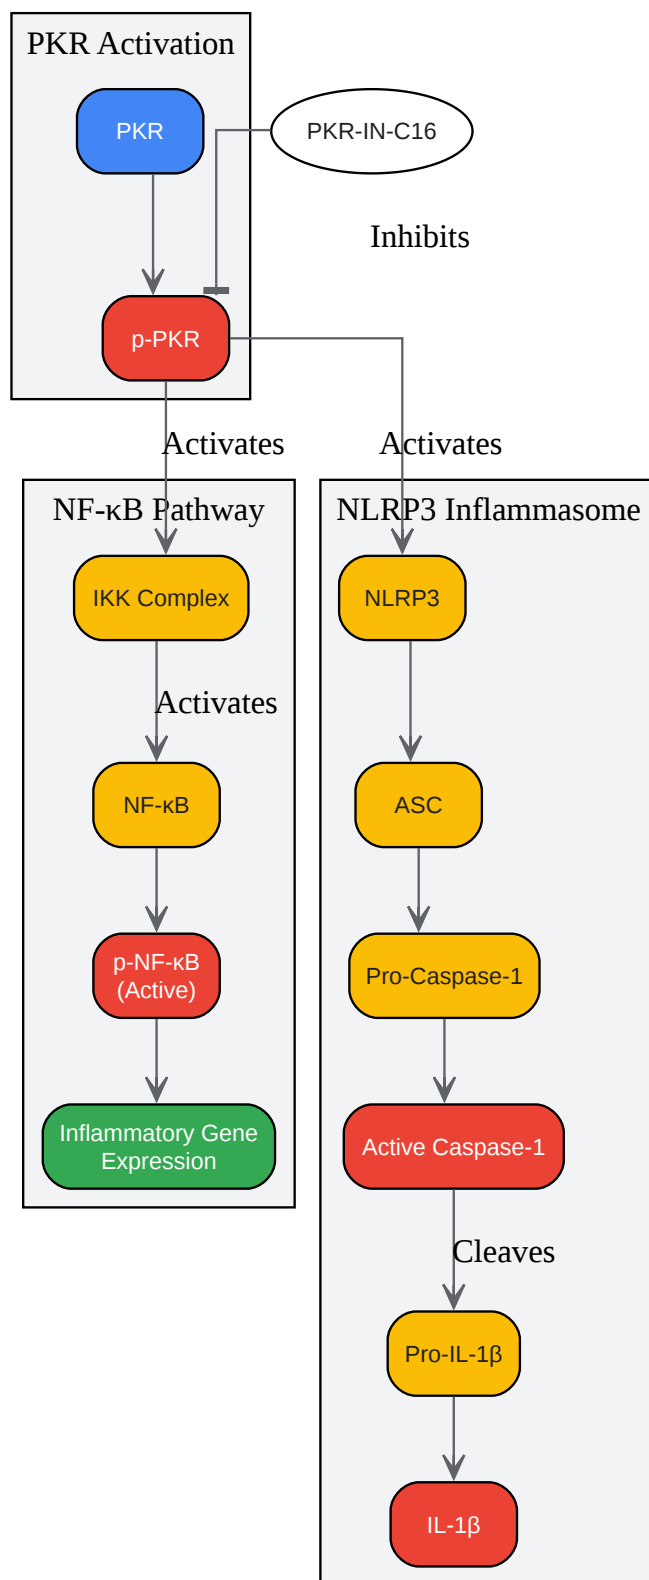 PKR Activation
PKR
PKR-IN-C16
Inhibits
p-PKR
Activates
Activates
NF-κB Pathway
NLRP3 Inflammasome
IKK Complex
NLRP3
Activates
NF-κB
ASC
p-NF-κB
(Active)
Pro-Caspase-1
Inflammatory Gene
Expression
Active Caspase-1
Cleaves
Pro-IL-1β
IL-1β